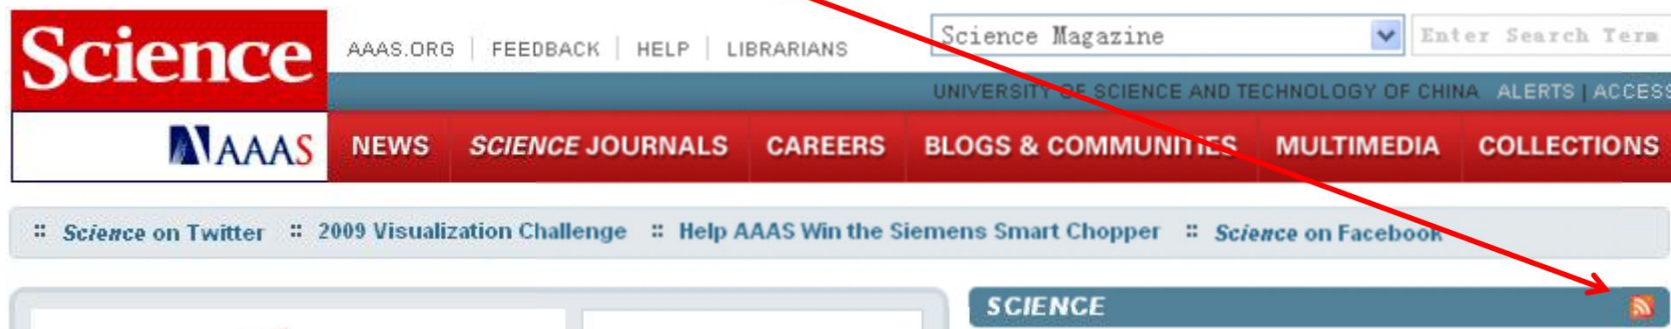 Science
AAAS.ORG | FEEDBACK | HELP | LIBRARIANS
Science Magazine
Enter Search Term
UNIVERSITY OF SCIENCE AND TECHNOLOGY OF CHINA ALERTS | ACCESS
AAAS
NEWS SCIENCE JOURNALS CAREERS BLOGS & COMMUNITIES MULTIMEDIA COLLECTIONS
:: Science on Twitter :: 2009 Visualization Challenge :: Help AAAS Win the Siemens Smart Chopper :: Science on Facebook
SCIENCE